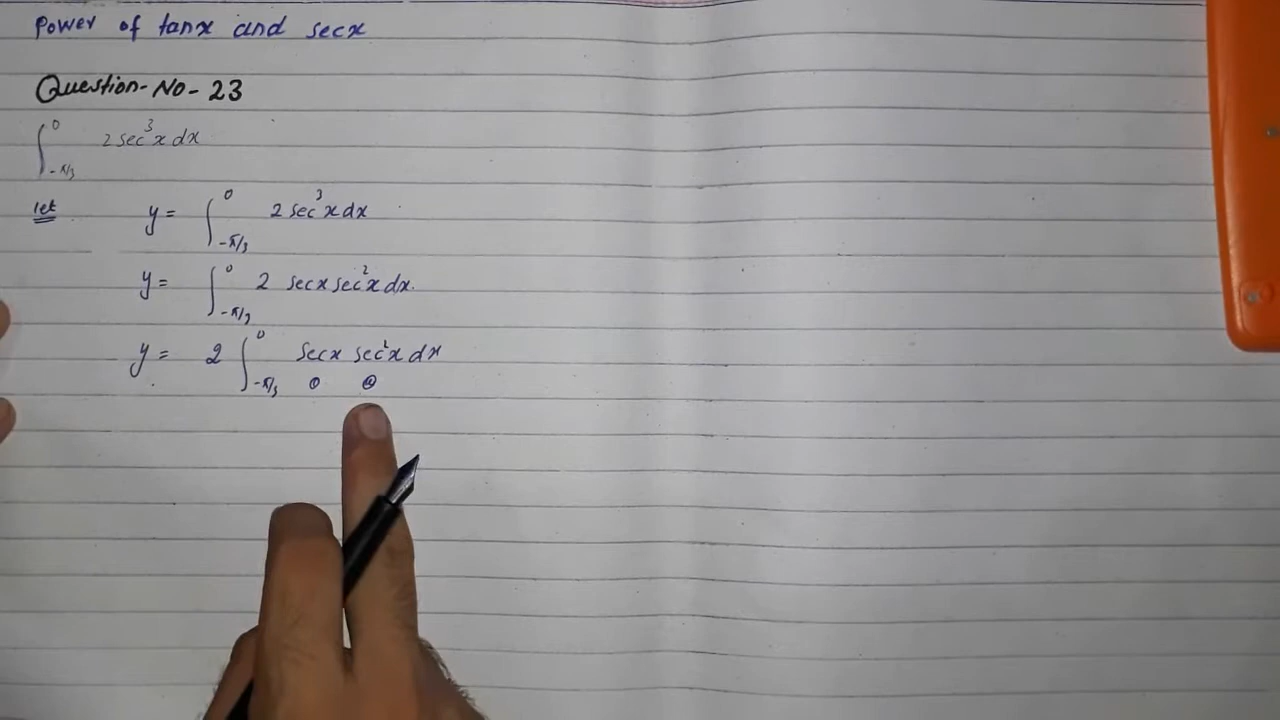 Power of tanx and secx
Question-No-23
∫_{-π/3}^{0} 2 sec³x dx
let y = ∫_{-π/3}^{0} 2 sec³x dx
y = ∫_{-π/3}^{0} 2 secx sec²x dx.
y = 2 ∫_{-π/3}^{0} secx sec²x dx
① ②